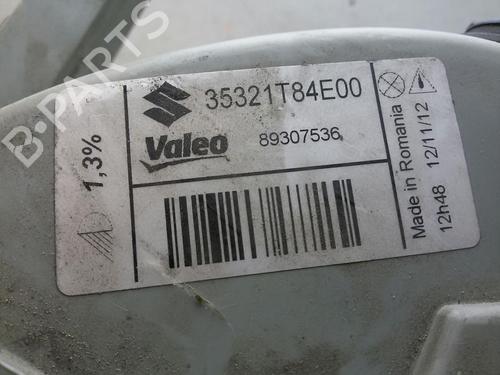 B-PARTS
1,3%
35321T84E00
Valeo
89307536
Made in Romania
12h48 12/11/12